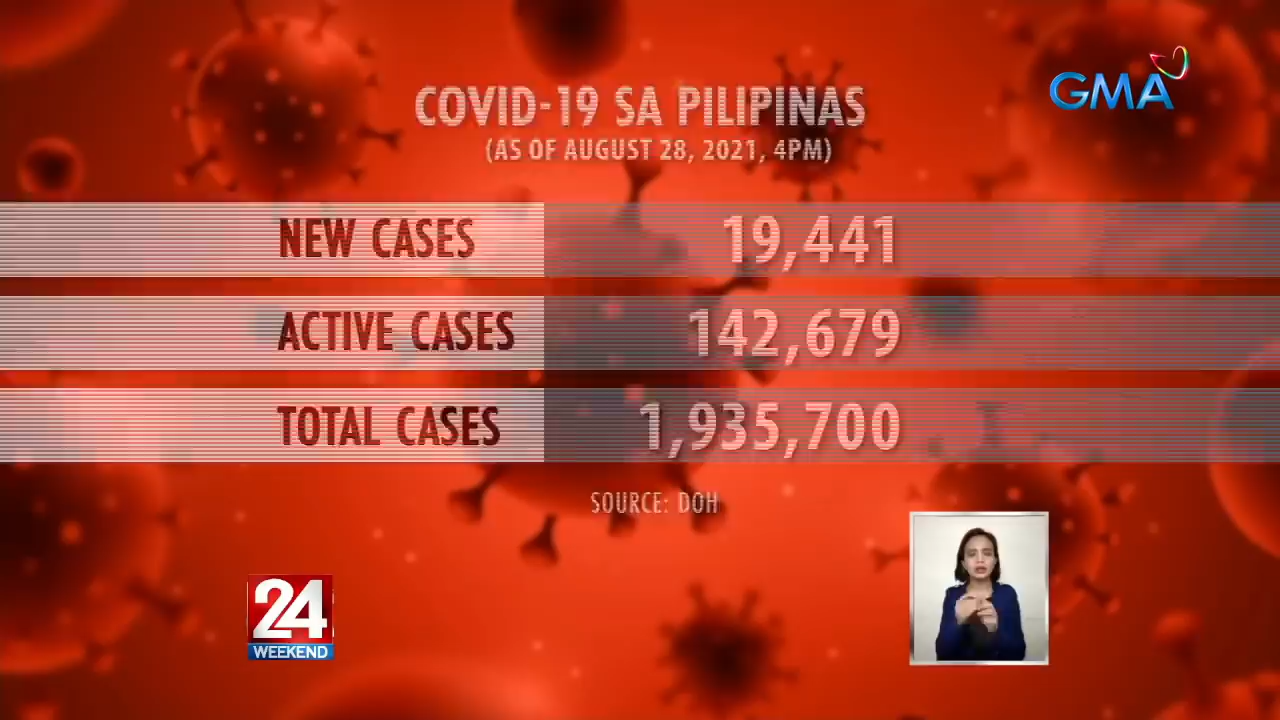 GMA
COVID-19 SA PILIPINAS
(AS OF AUGUST 28, 2021, 4PM)
NEW CASES 19,441
ACTIVE CASES 142,679
TOTAL CASES 1,935,700
SOURCE: DOH
24
WEEKEND